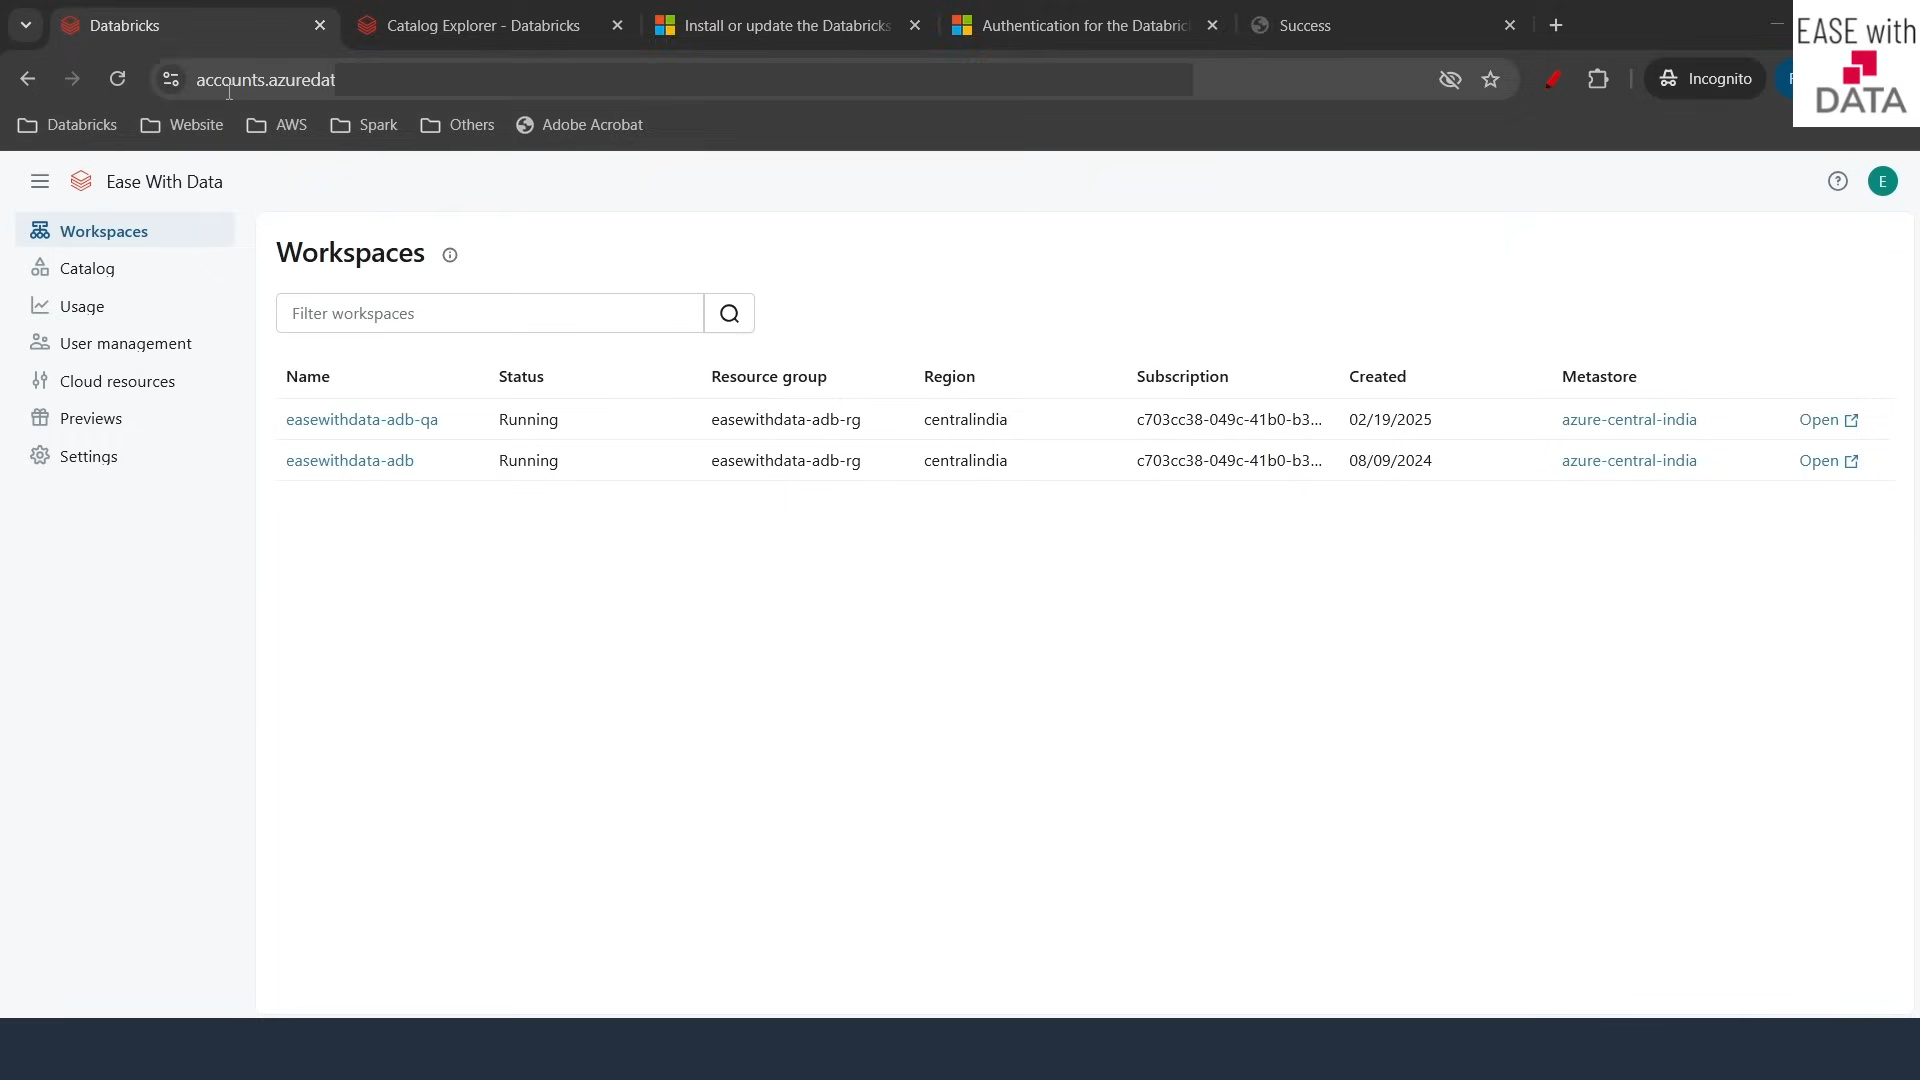 Databricks
Catalog Explorer - Databricks
Install or update the Databricks
Authentication for the Databric
Success
EASE with
DATA
accounts.azuredat
Incognito
Databricks
Website
AWS
Spark
Others
Adobe Acrobat
Ease With Data
E
Workspaces
Catalog
Usage
User management
Cloud resources
Previews
Settings
Workspaces
Filter workspaces
Name Status Resource group Region Subscription Created Metastore
easewithdata-adb-qa Running easewithdata-adb-rg centralindia c703cc38-049c-41b0-b3... 02/19/2025 azure-central-india Open
easewithdata-adb Running easewithdata-adb-rg centralindia c703cc38-049c-41b0-b3... 08/09/2024 azure-central-india Open